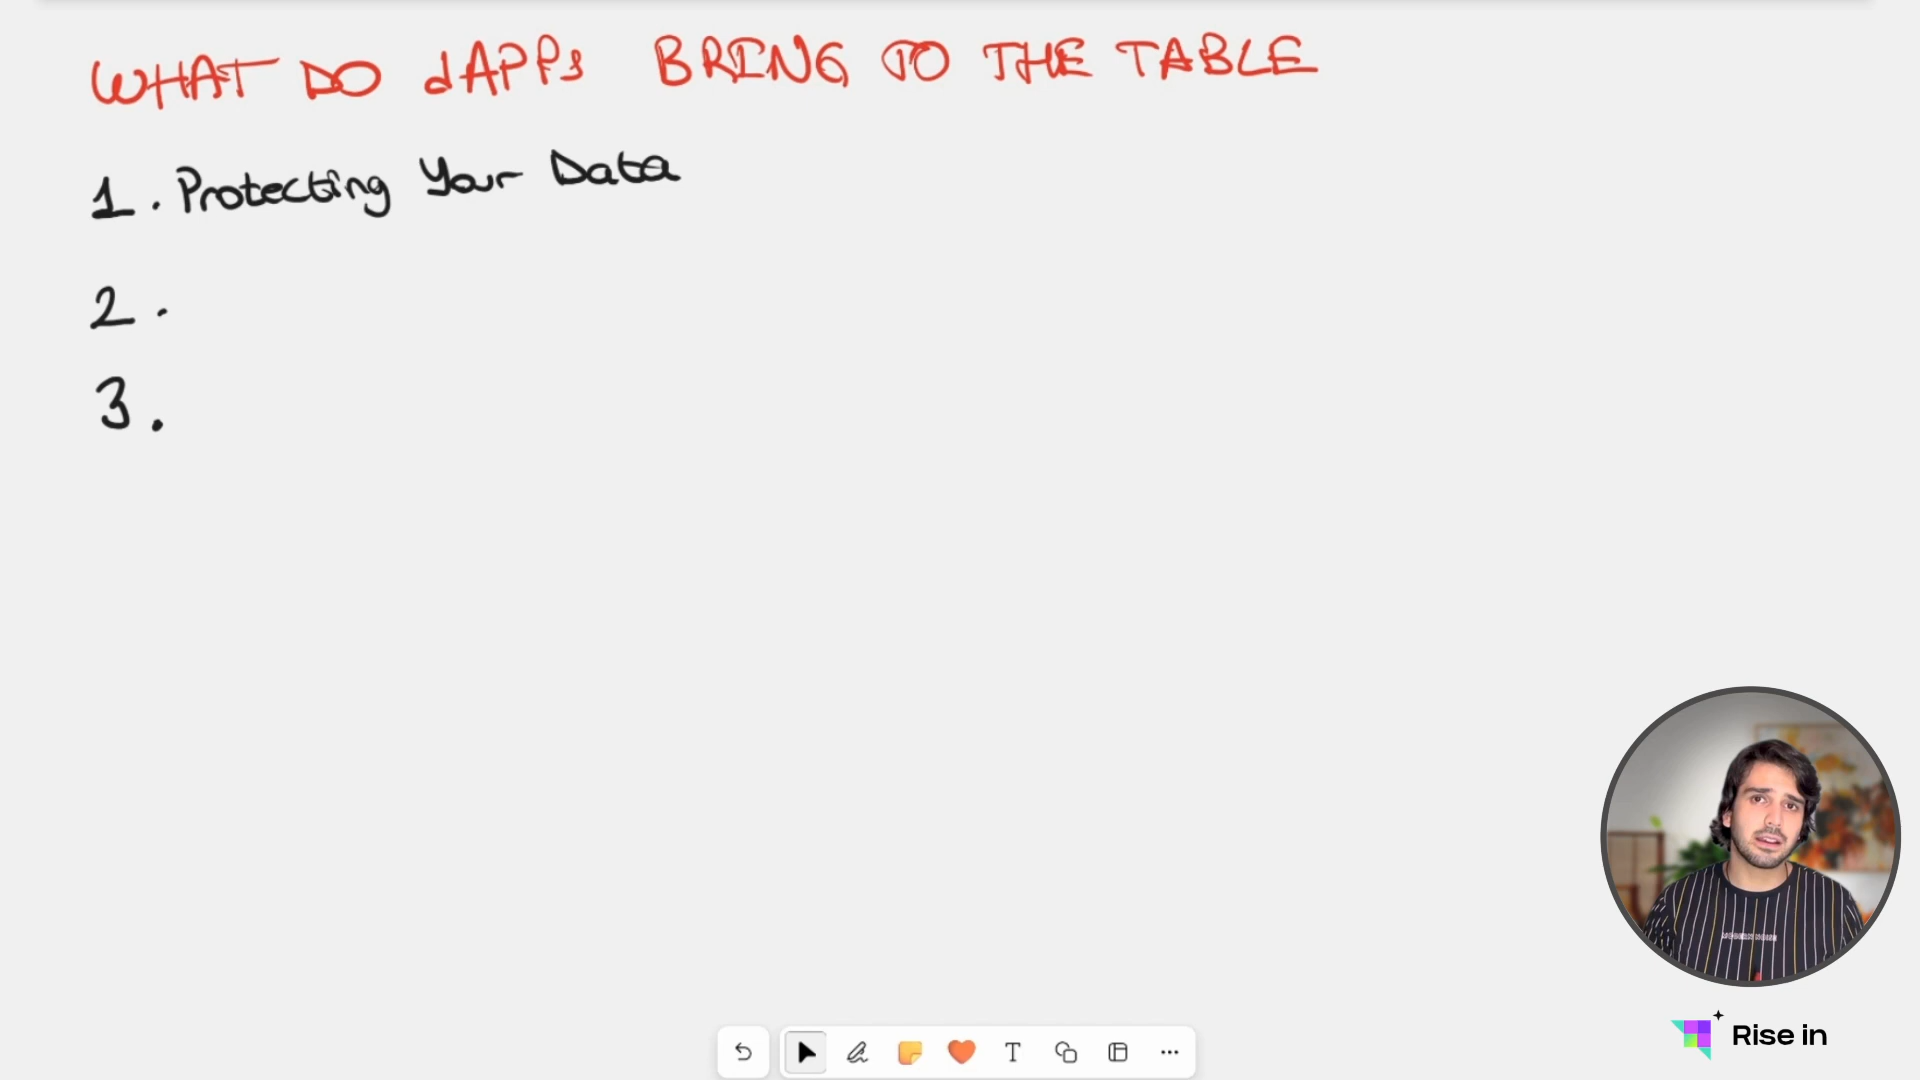 WHAT DO dAPPs BRING TO THE TABLE
1. Protecting Your Data
2.
3.
T
Rise in